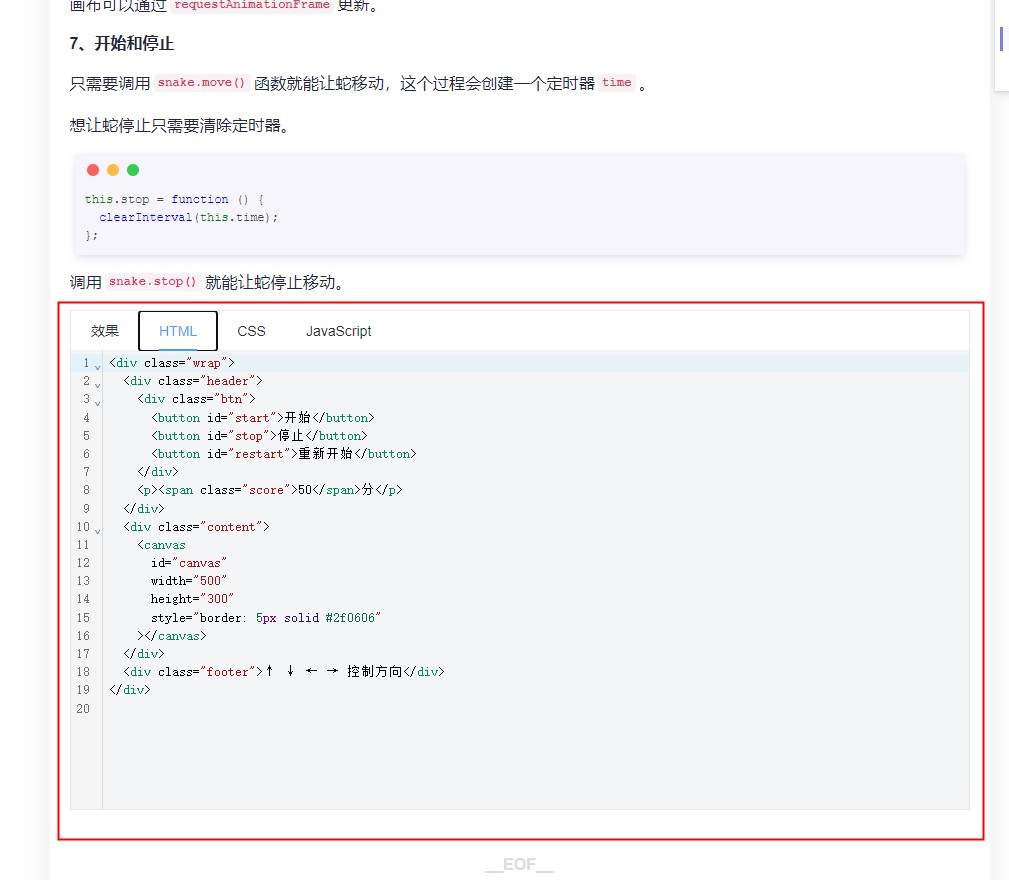 画布可以通过 requestAnimationFrame 更新。
7、开始和停止
只需要调用 snake.move() 函数就能让蛇移动，这个过程会创建一个定时器 time 。
想让蛇停止只需要清除定时器。
this.stop = function () {
  clearInterval(this.time);
};
调用 snake.stop() 就能让蛇停止移动。
效果 HTML CSS JavaScript
1 <div class="wrap">
2   <div class="header">
3     <div class="btn">
4       <button id="start">开始</button>
5       <button id="stop">停止</button>
6       <button id="restart">重新开始</button>
7     </div>
8     <p><span class="score">50</span>分</p>
9   </div>
10   <div class="content">
11     <canvas
12       id="canvas"
13       width="500"
14       height="300"
15       style="border: 5px solid #2f0606"
16     ></canvas>
17   </div>
18   <div class="footer">↑ ↓ ← → 控制方向</div>
19 </div>
20
__EOF__